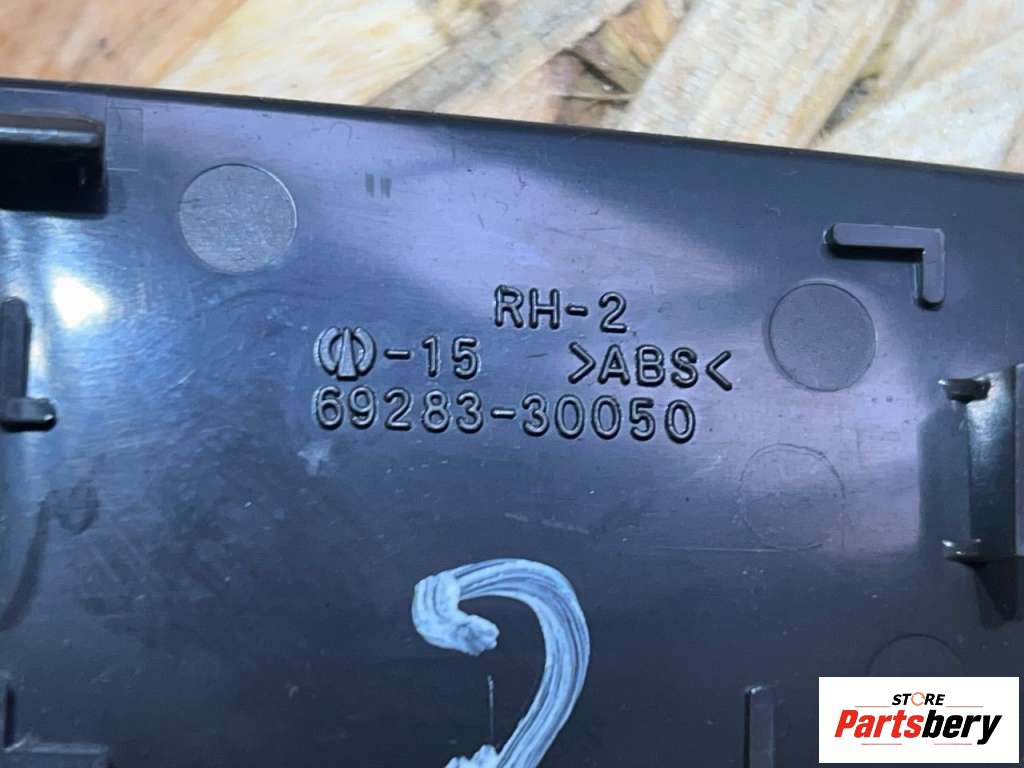 RH-2
-15 >ABS<
69283-30050
2
STORE
Partsbery